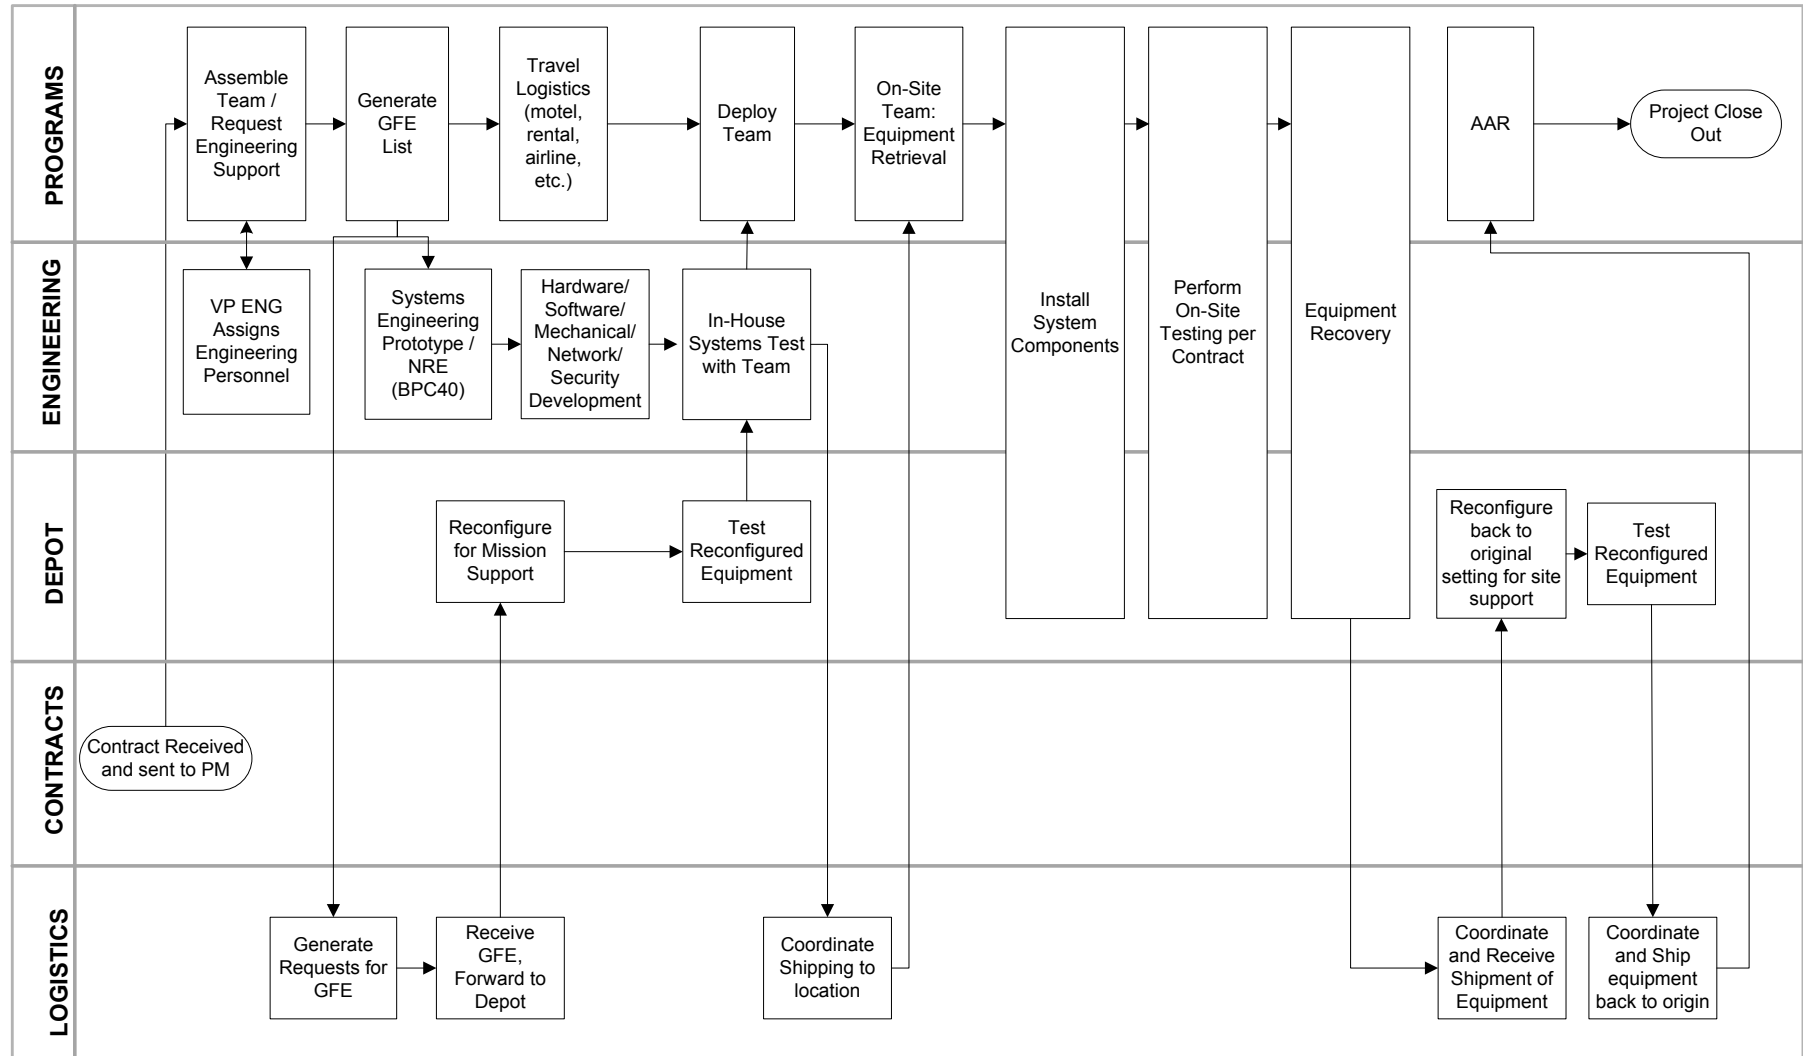 PROGRAMS
Assemble
Team /
Request
Engineering
Support
Generate
GFE
List
Travel
Logistics
(motel,
rental,
airline,
etc.)
Deploy
Team
On-Site
Team:
Equipment
Retrieval
AAR
Project Close
Out
ENGINEERING
VP ENG
Assigns
Engineering
Personnel
Systems
Engineering
Prototype /
NRE
(BPC40)
Hardware/
Software/
Mechanical/
Network/
Security
Development
In-House
Systems Test
with Team
Install
System
Components
Perform
On-Site
Testing per
Contract
Equipment
Recovery
DEPOT
Reconfigure
for Mission
Support
Test
Reconfigured
Equipment
Reconfigure
back to
original
setting for site
support
Test
Reconfigured
Equipment
CONTRACTS
Contract Received
and sent to PM
LOGISTICS
Generate
Requests for
GFE
Receive
GFE,
Forward to
Depot
Coordinate
Shipping to
location
Coordinate
and Receive
Shipment of
Equipment
Coordinate
and Ship
equipment
back to origin